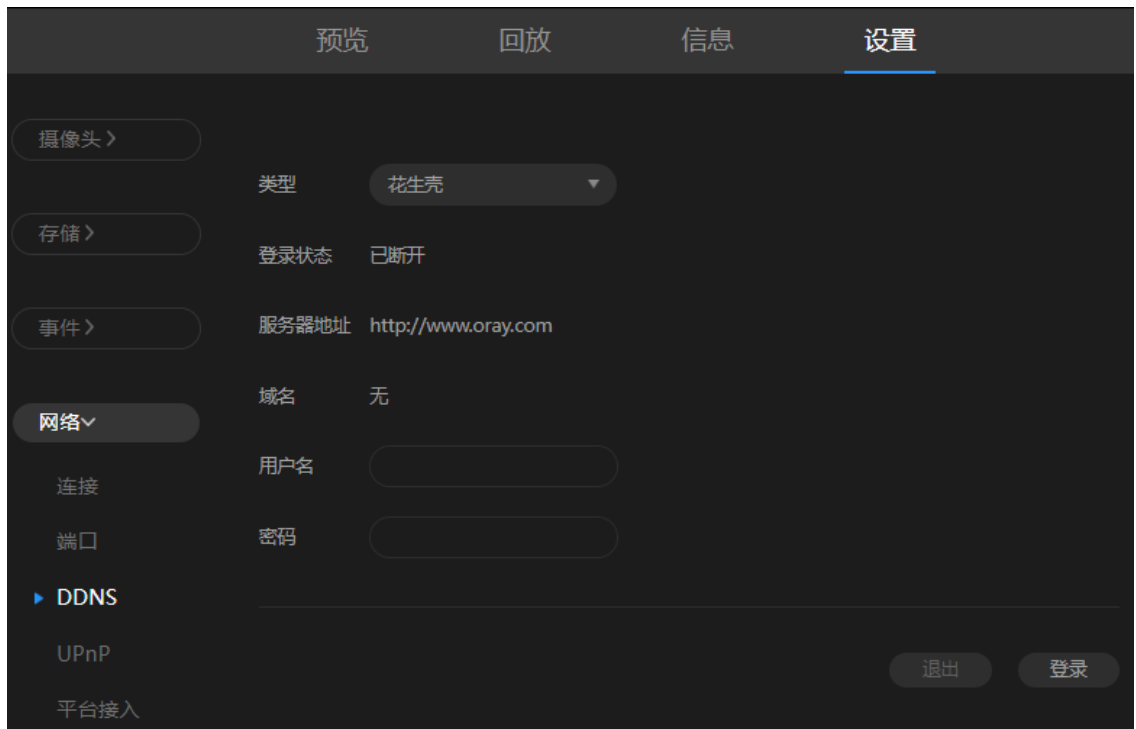 预览 回放 信息 设置
摄像头
类型 花生壳
存储
登录状态 已断开
事件
服务器地址 http://www.oray.com
域名 无
网络
用户名
连接
密码
端口
DDNS
UPnP
退出 登录
平台接入